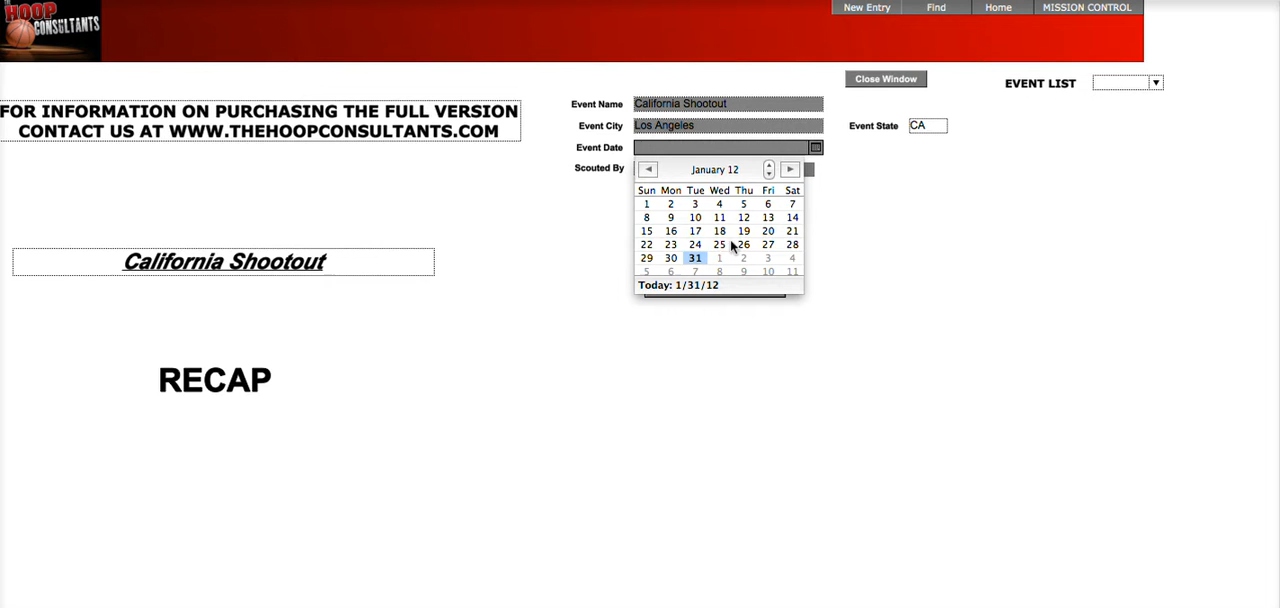 THE
HOOP
CONSULTANTS
New Entry Find Home MISSION CONTROL
Close Window
EVENT LIST
FOR INFORMATION ON PURCHASING THE FULL VERSION
CONTACT US AT WWW.THEHOOPCONSULTANTS.COM
Event Name California Shootout
Event City Los Angeles
Event State CA
Event Date
Scouted By
January 12
Sun Mon Tue Wed Thu Fri Sat
1 2 3 4 5 6 7
8 9 10 11 12 13 14
15 16 17 18 19 20 21
22 23 24 25 26 27 28
29 30 31 1 2 3 4
5 6 7 8 9 10 11
Today: 1/31/12
California Shootout
RECAP